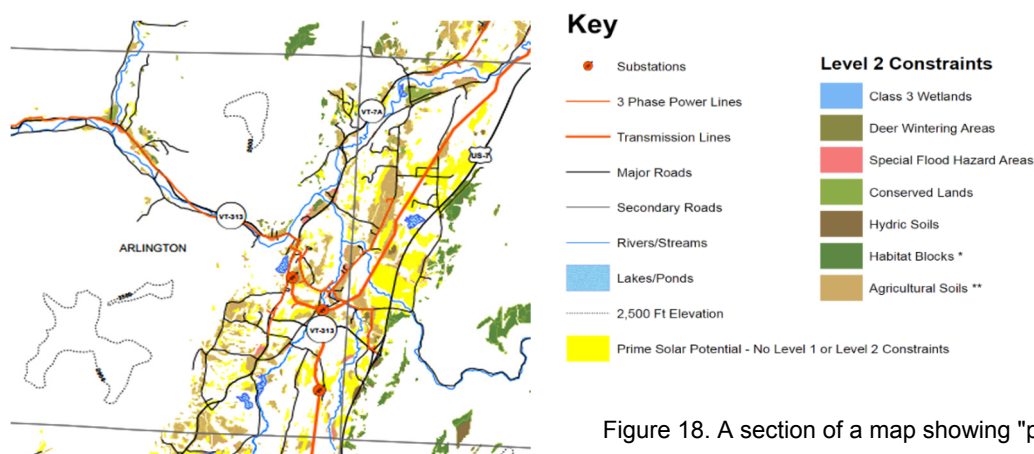 VT-7A
US-7
VT-313
ARLINGTON
VT-313
Key
Substations
3 Phase Power Lines
Transmission Lines
Major Roads
Secondary Roads
Rivers/Streams
Lakes/Ponds
2,500 Ft Elevation
Prime Solar Potential - No Level 1 or Level 2 Constraints
Level 2 Constraints
Class 3 Wetlands
Deer Wintering Areas
Special Flood Hazard Areas
Conserved Lands
Hydric Soils
Habitat Blocks *
Agricultural Soils **
Figure 18. A section of a map showing "p